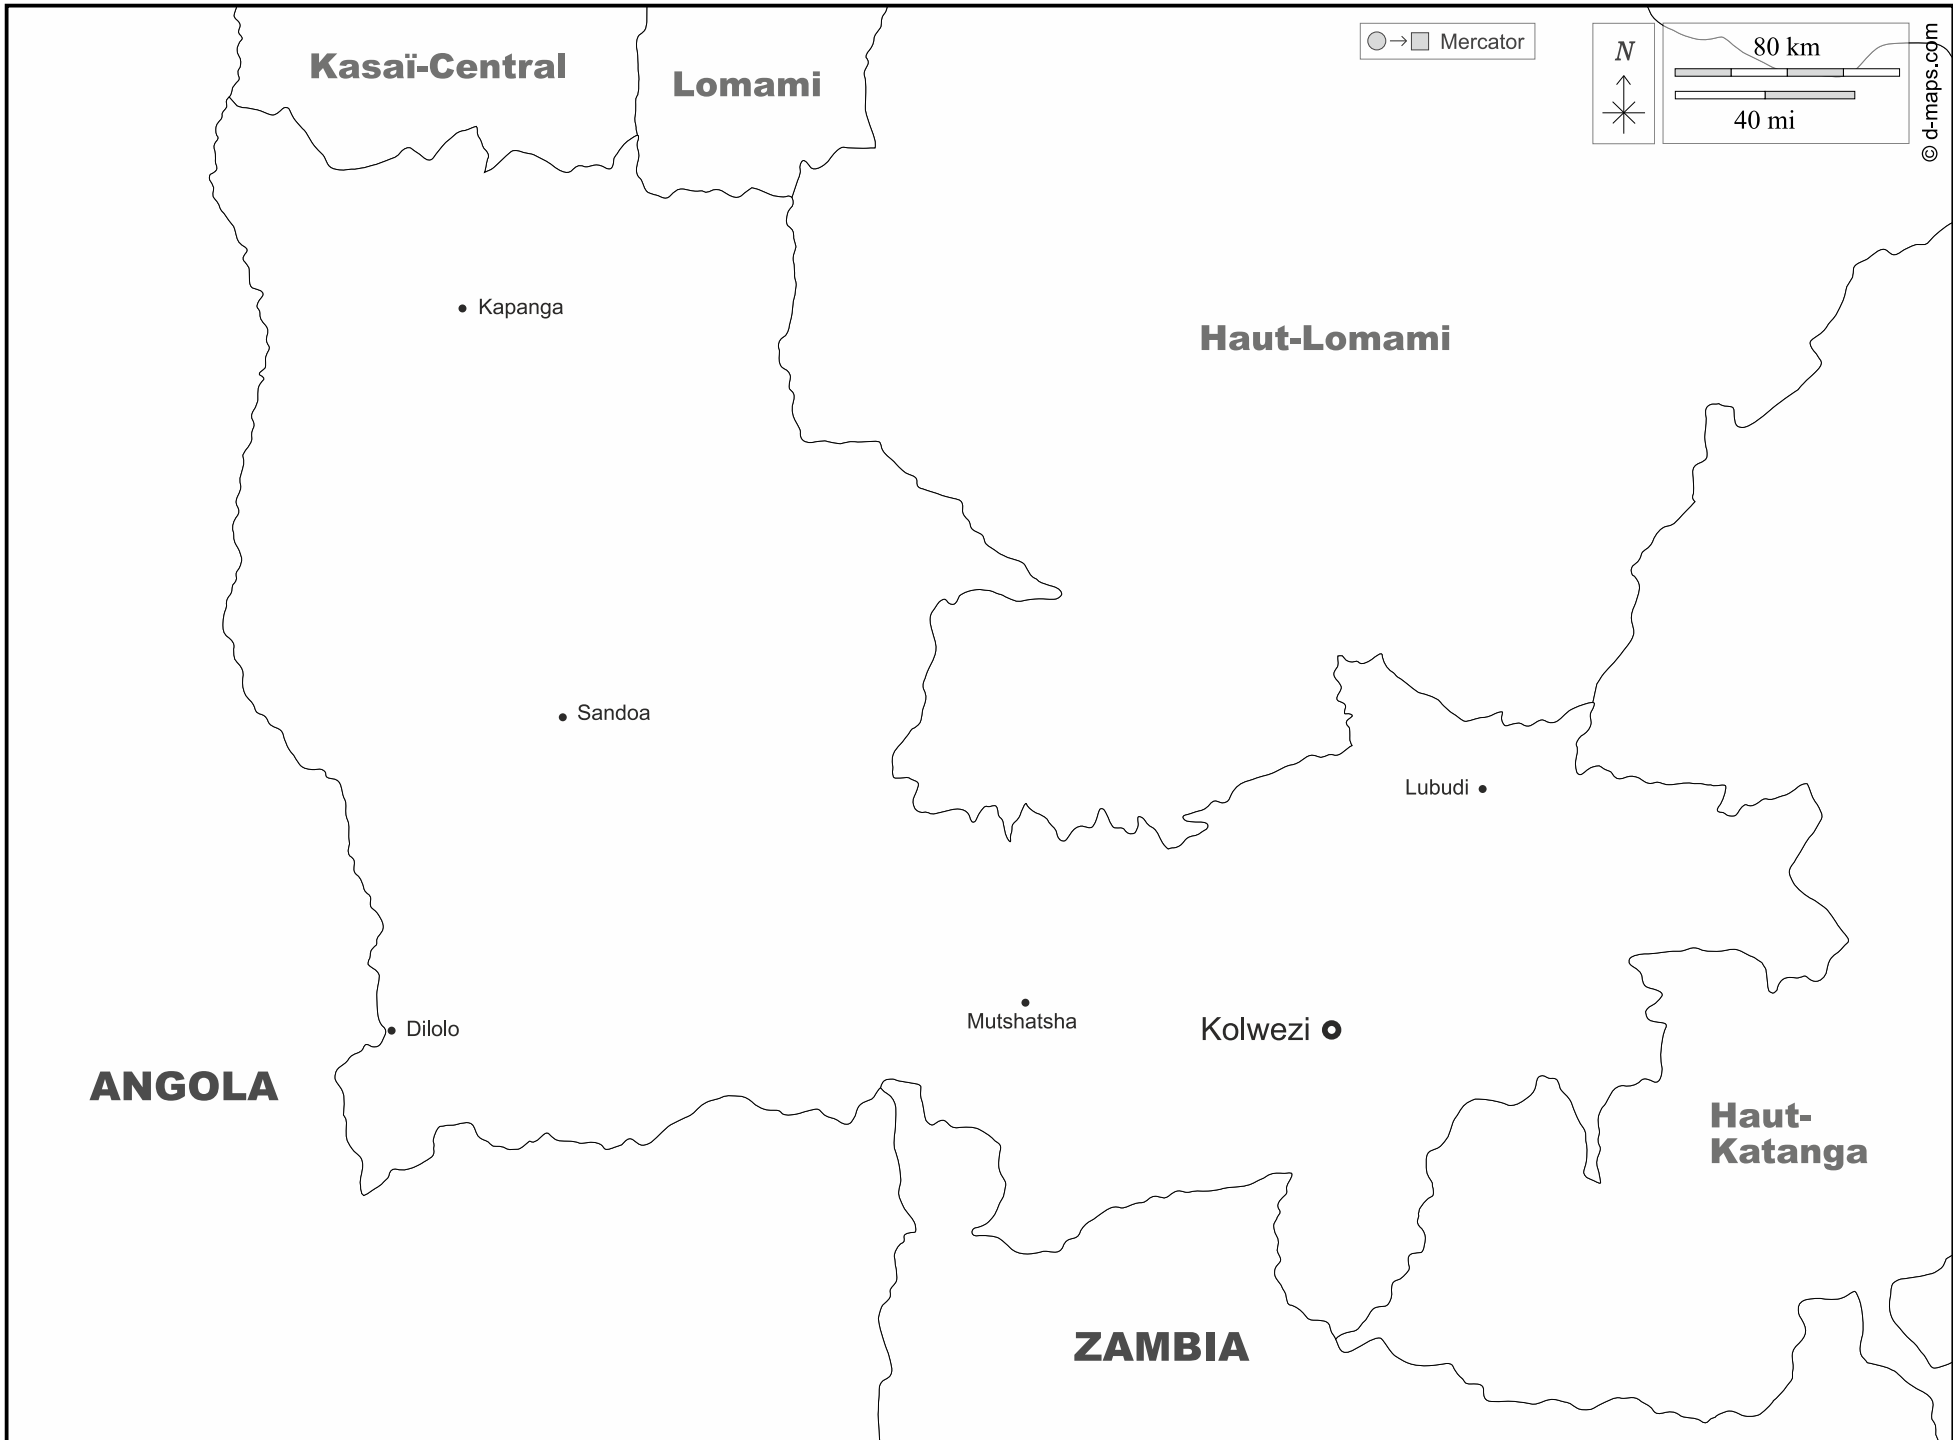 Kasaï-Central
Lomami
Mercator
N
80 km
40 mi
© d-maps.com
Kapanga
Haut-Lomami
Sandoa
Lubudi
Mutshatsha
Kolwezi
Dilolo
ANGOLA
Haut-
Katanga
ZAMBIA